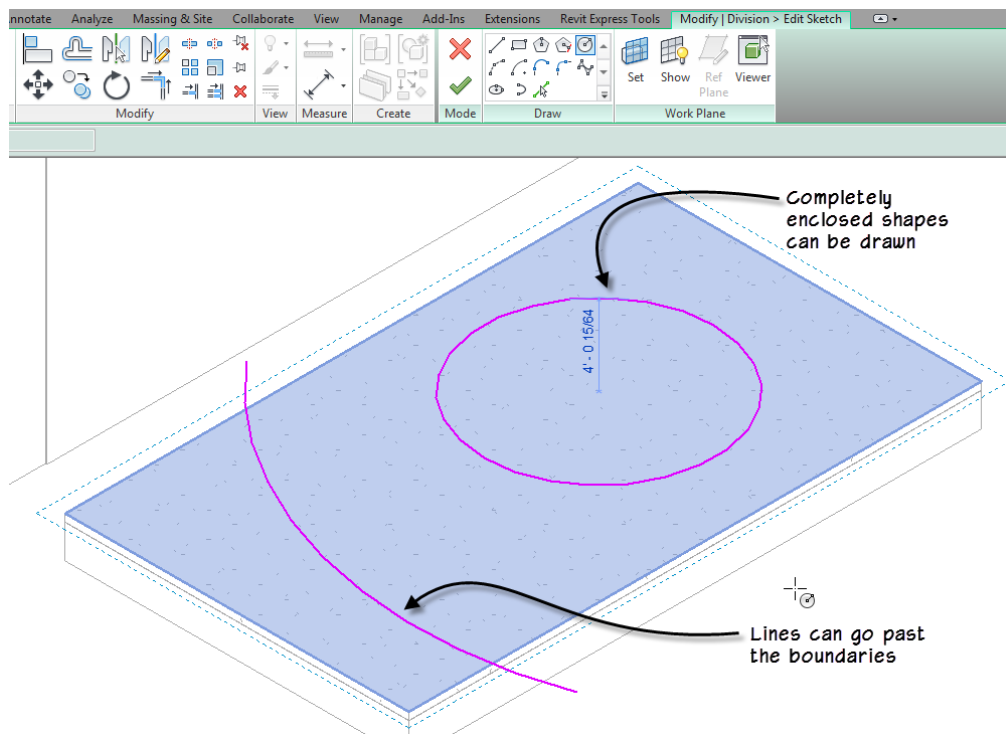 nnotate Analyze Massing & Site Collaborate View Manage Add-Ins Extensions Revit Express Tools Modify | Division > Edit Sketch
Set Show Ref Plane Viewer
Modify View Measure Create Mode Draw Work Plane
Completely
enclosed shapes
can be drawn
4' - 0 15/64
Lines can go past
the boundaries